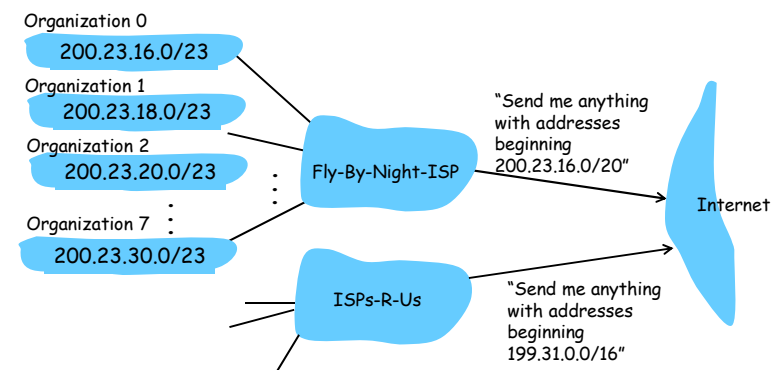 Organization 0
200.23.16.0/23
Organization 1
200.23.18.0/23
Organization 2
200.23.20.0/23
Organization 7
200.23.30.0/23
Fly-By-Night-ISP
“Send me anything
with addresses
beginning
200.23.16.0/20”
Internet
ISPs-R-Us
“Send me anything
with addresses
beginning
199.31.0.0/16”